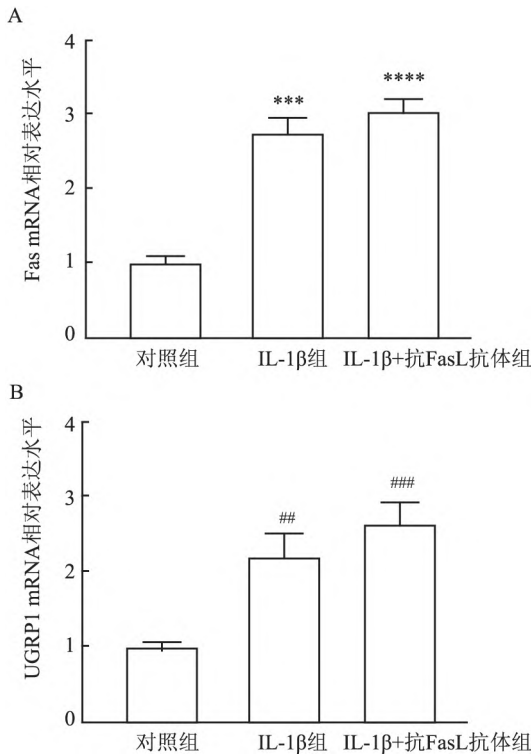 A
Fas mRNA相对表达水平
4
3
2
1
0
***
****
对照组 IL-1β组 IL-1β+抗FasL抗体组
B
UGRP1 mRNA相对表达水平
4
3
2
1
0
##
###
对照组 IL-1β组 IL-1β+抗FasL抗体组